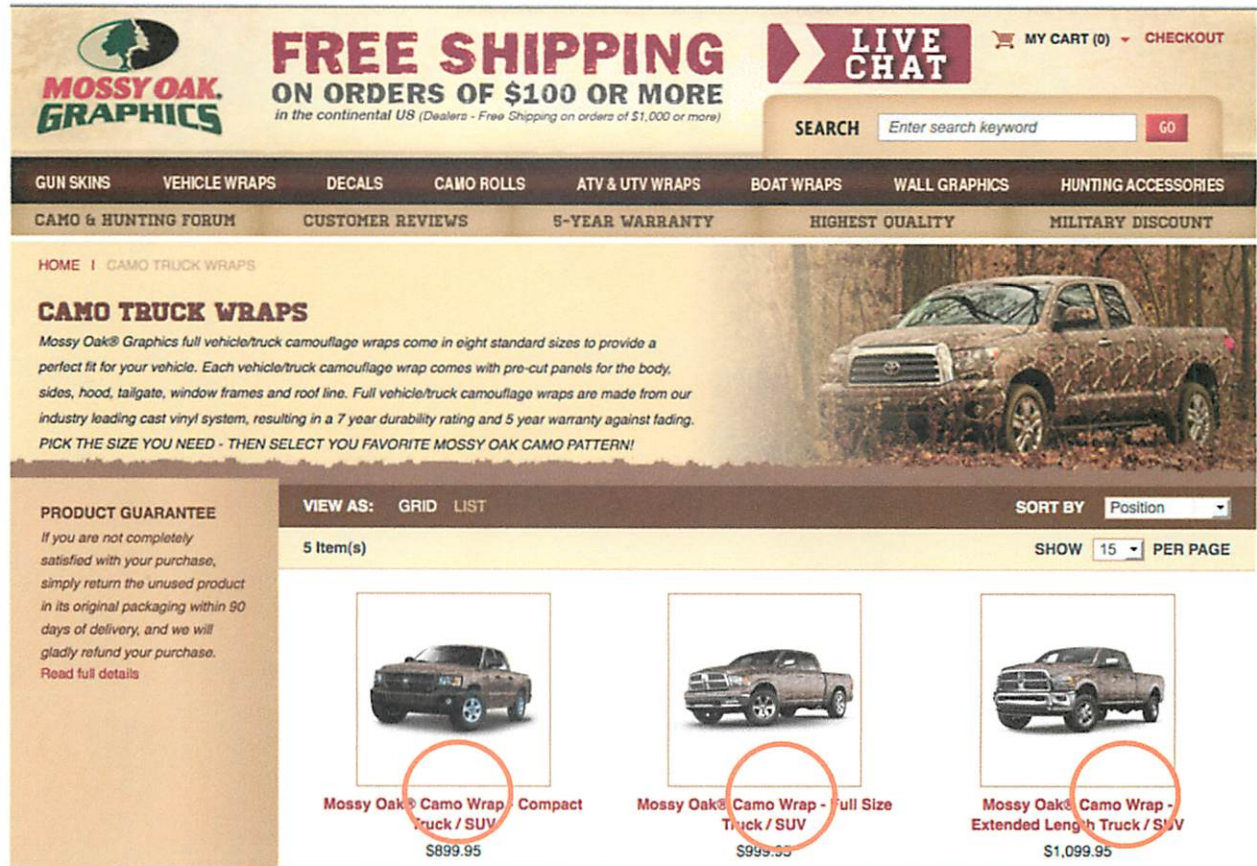 MOSSY OAK®
GRAPHICS
FREE SHIPPING
ON ORDERS OF $100 OR MORE
in the continental US (Dealers - Free Shipping on orders of $1,000 or more)
LIVE
CHAT
MY CART (0) CHECKOUT
SEARCH Enter search keyword GO
GUN SKINS VEHICLE WRAPS DECALS CAMO ROLLS ATV & UTV WRAPS BOAT WRAPS WALL GRAPHICS HUNTING ACCESSORIES
CAMO & HUNTING FORUM CUSTOMER REVIEWS 5-YEAR WARRANTY HIGHEST QUALITY MILITARY DISCOUNT
HOME | CAMO TRUCK WRAPS
CAMO TRUCK WRAPS
Mossy Oak® Graphics full vehicle/truck camouflage wraps come in eight standard sizes to provide a
perfect fit for your vehicle. Each vehicle/truck camouflage wrap comes with pre-cut panels for the body,
sides, hood, tailgate, window frames and roof line. Full vehicle/truck camouflage wraps are made from our
industry leading cast vinyl system, resulting in a 7 year durability rating and 5 year warranty against fading.
PICK THE SIZE YOU NEED - THEN SELECT YOU FAVORITE MOSSY OAK CAMO PATTERN!
PRODUCT GUARANTEE
If you are not completely
satisfied with your purchase,
simply return the unused product
in its original packaging within 90
days of delivery, and we will
gladly refund your purchase.
Read full details
VIEW AS: GRID LIST
SORT BY Position
5 Item(s)
SHOW 15 PER PAGE
Mossy Oak® Camo Wrap - Compact
Truck / SUV
$899.95
Mossy Oak® Camo Wrap - Full Size
Truck / SUV
$999.95
Mossy Oak® Camo Wrap -
Extended Length Truck / SUV
$1,099.95